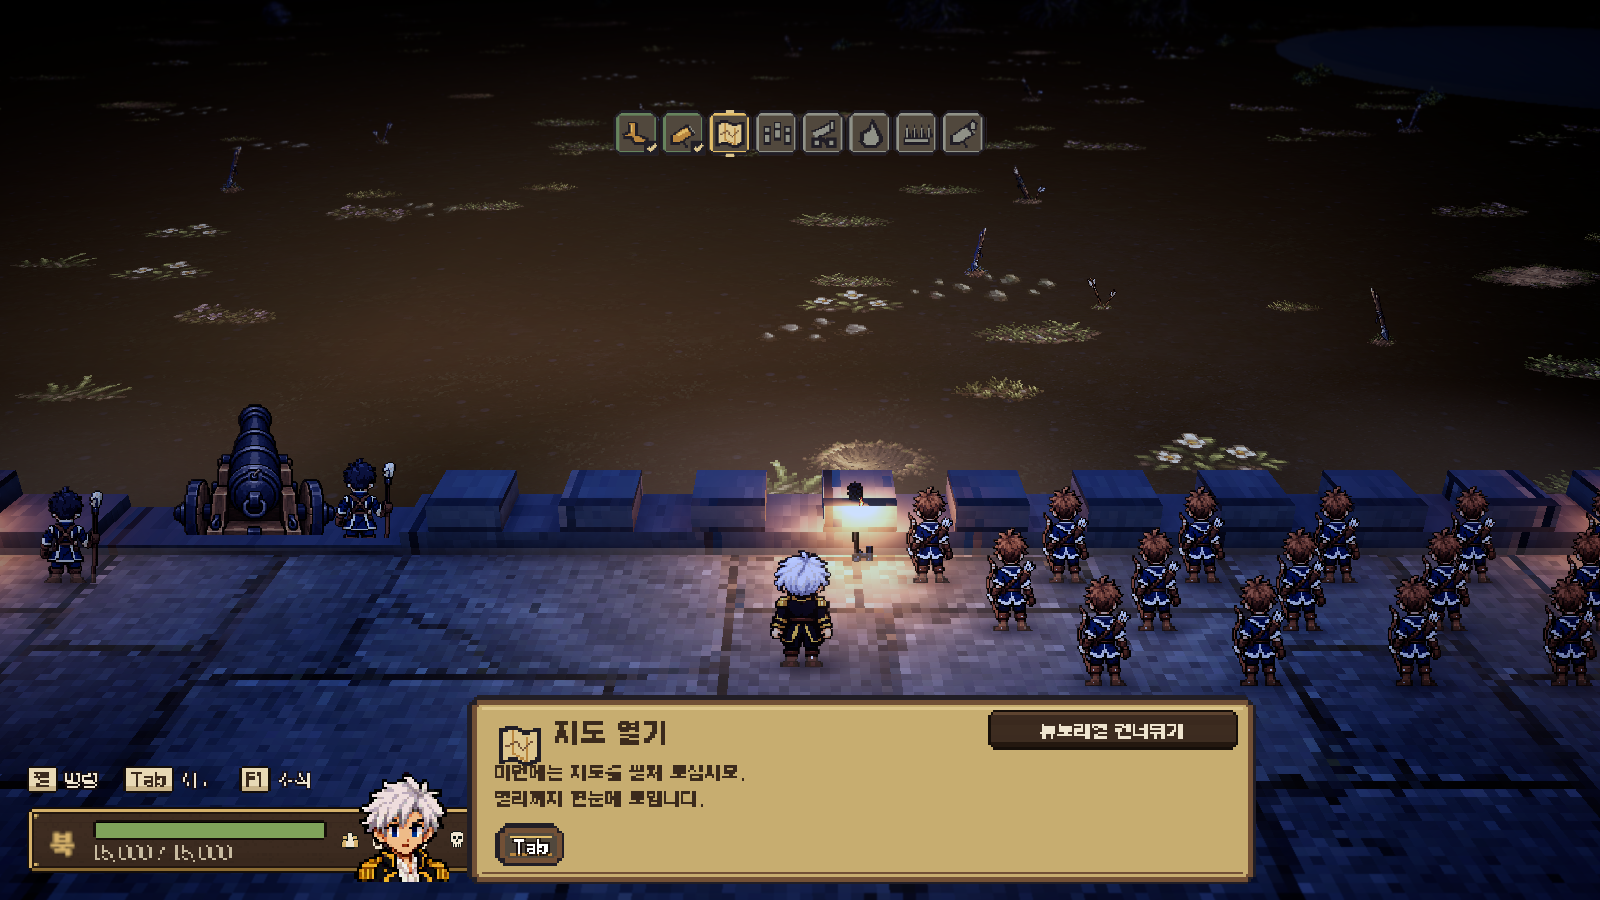 지도 열기
튜토리얼 건너뛰기
이번에는 지도를 펼쳐 보십시오.
멀리까지 한눈에 보입니다.
Tab
휠
Tab
F1
북
15,000 / 15,000